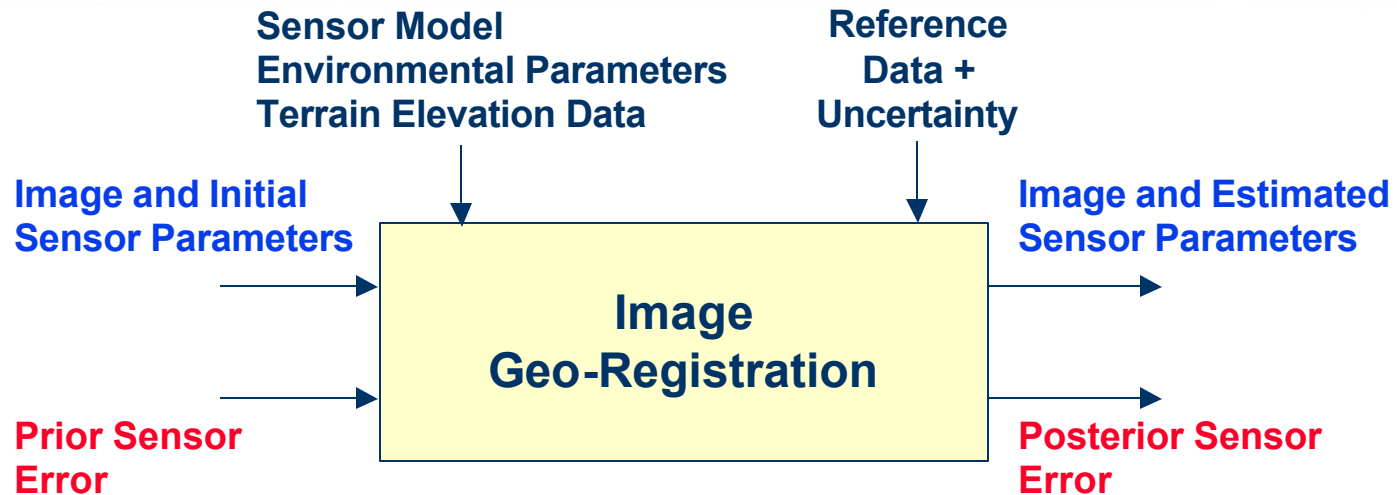 Sensor Model
Environmental Parameters
Terrain Elevation Data
Reference
Data +
Uncertainty
Image and Initial
Sensor Parameters
Image and Estimated
Sensor Parameters
Image
Geo-Registration
Prior Sensor
Error
Posterior Sensor
Error